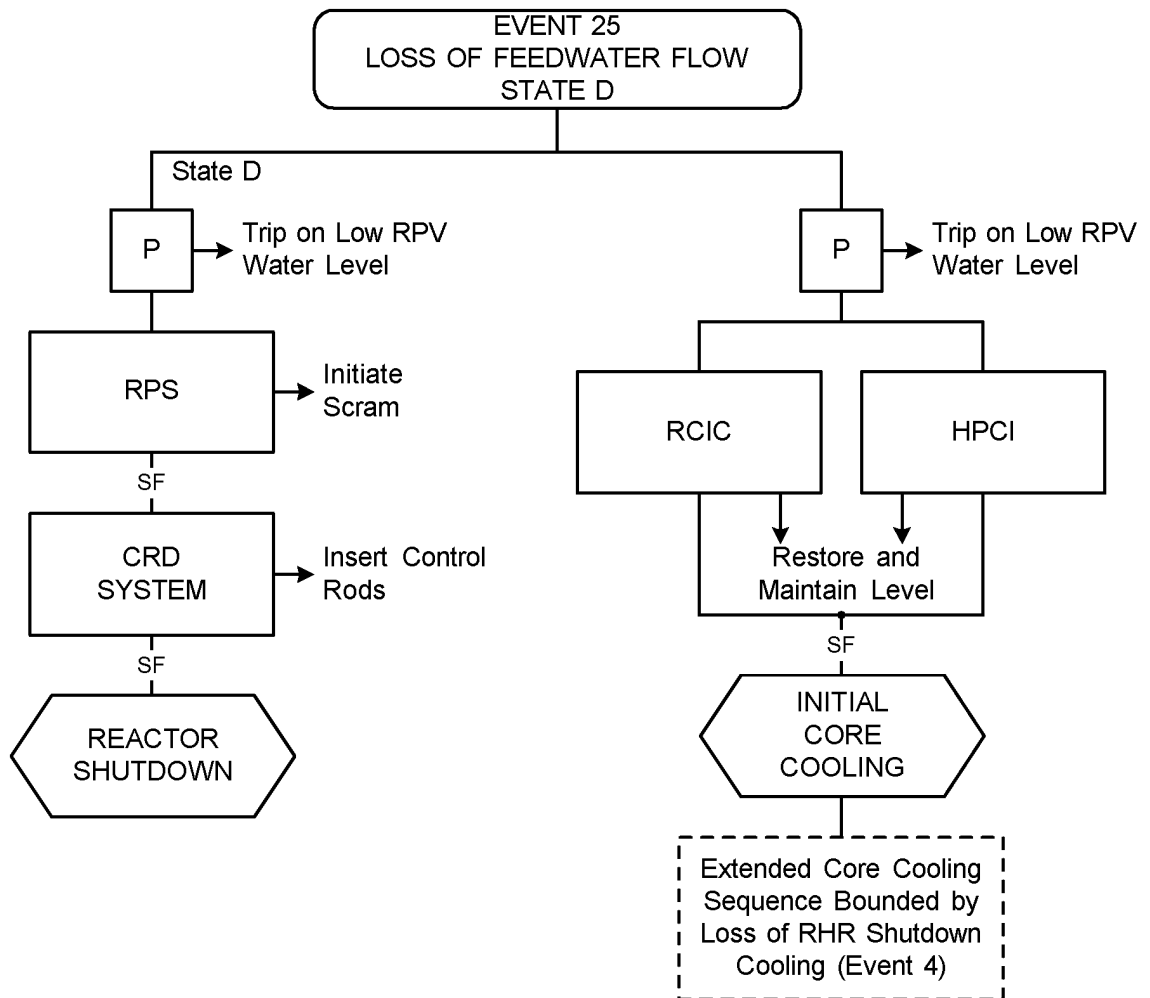 EVENT 25
LOSS OF FEEDWATER FLOW
STATE D
State D
P
Trip on Low RPV
Water Level
RPS
Initiate
Scram
SF
CRD
SYSTEM
Insert Control
Rods
SF
REACTOR
SHUTDOWN
P
Trip on Low RPV
Water Level
RCIC
HPCI
Restore and
Maintain Level
SF
INITIAL
CORE
COOLING
Extended Core Cooling
Sequence Bounded by
Loss of RHR Shutdown
Cooling (Event 4)